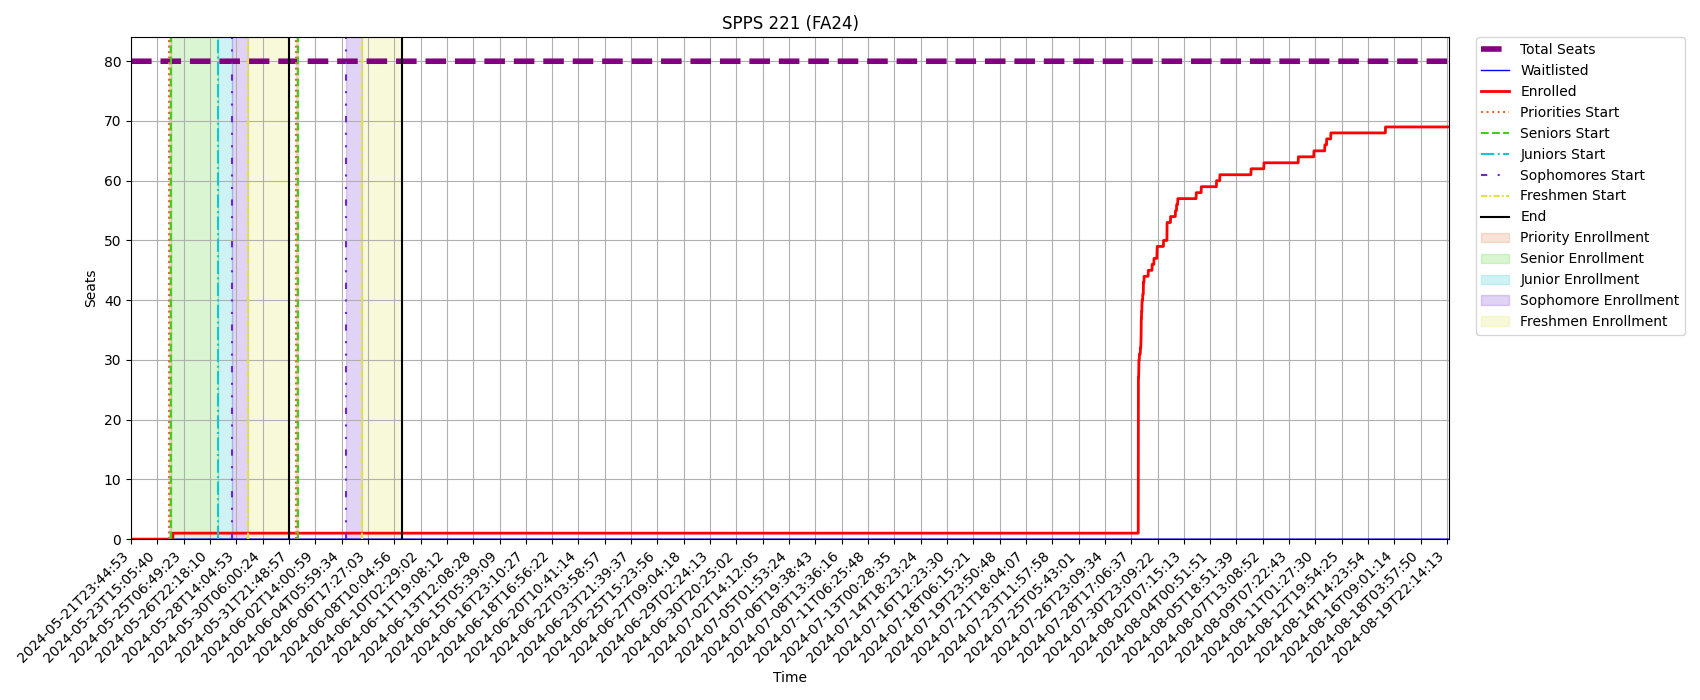 SPPS 221 (FA24)
Seats
80
70
60
50
40
30
20
10
0
2024-05-21T23:44:53
2024-05-23T15:05:40
2024-05-25T06:49:23
2024-05-26T22:18:10
2024-05-28T14:04:53
2024-05-30T06:00:24
2024-05-31T21:48:57
2024-06-02T14:00:59
2024-06-04T05:59:34
2024-06-06T17:27:03
2024-06-08T10:04:56
2024-06-10T02:29:02
2024-06-11T19:08:12
2024-06-13T12:08:28
2024-06-15T05:39:09
2024-06-16T23:10:27
2024-06-18T16:56:22
2024-06-20T10:41:14
2024-06-22T03:58:57
2024-06-23T21:39:37
2024-06-25T15:23:56
2024-06-27T09:04:18
2024-06-29T02:24:13
2024-06-30T20:25:02
2024-07-02T14:12:05
2024-07-05T01:53:24
2024-07-06T19:38:43
2024-07-08T13:36:16
2024-07-11T06:25:48
2024-07-13T00:28:35
2024-07-14T18:23:24
2024-07-16T12:23:30
2024-07-18T06:15:21
2024-07-19T23:50:48
2024-07-21T18:04:07
2024-07-23T11:57:58
2024-07-25T05:43:01
2024-07-26T23:09:34
2024-07-28T17:06:37
2024-07-30T23:09:22
2024-08-02T07:15:13
2024-08-04T00:51:51
2024-08-05T18:51:39
2024-08-07T13:08:52
2024-08-09T07:22:43
2024-08-11T01:27:30
2024-08-12T19:54:25
2024-08-14T14:23:54
2024-08-16T09:01:14
2024-08-18T03:57:50
2024-08-19T22:14:13
Time
Total Seats
Waitlisted
Enrolled
Priorities Start
Seniors Start
Juniors Start
Sophomores Start
Freshmen Start
End
Priority Enrollment
Senior Enrollment
Junior Enrollment
Sophomore Enrollment
Freshmen Enrollment